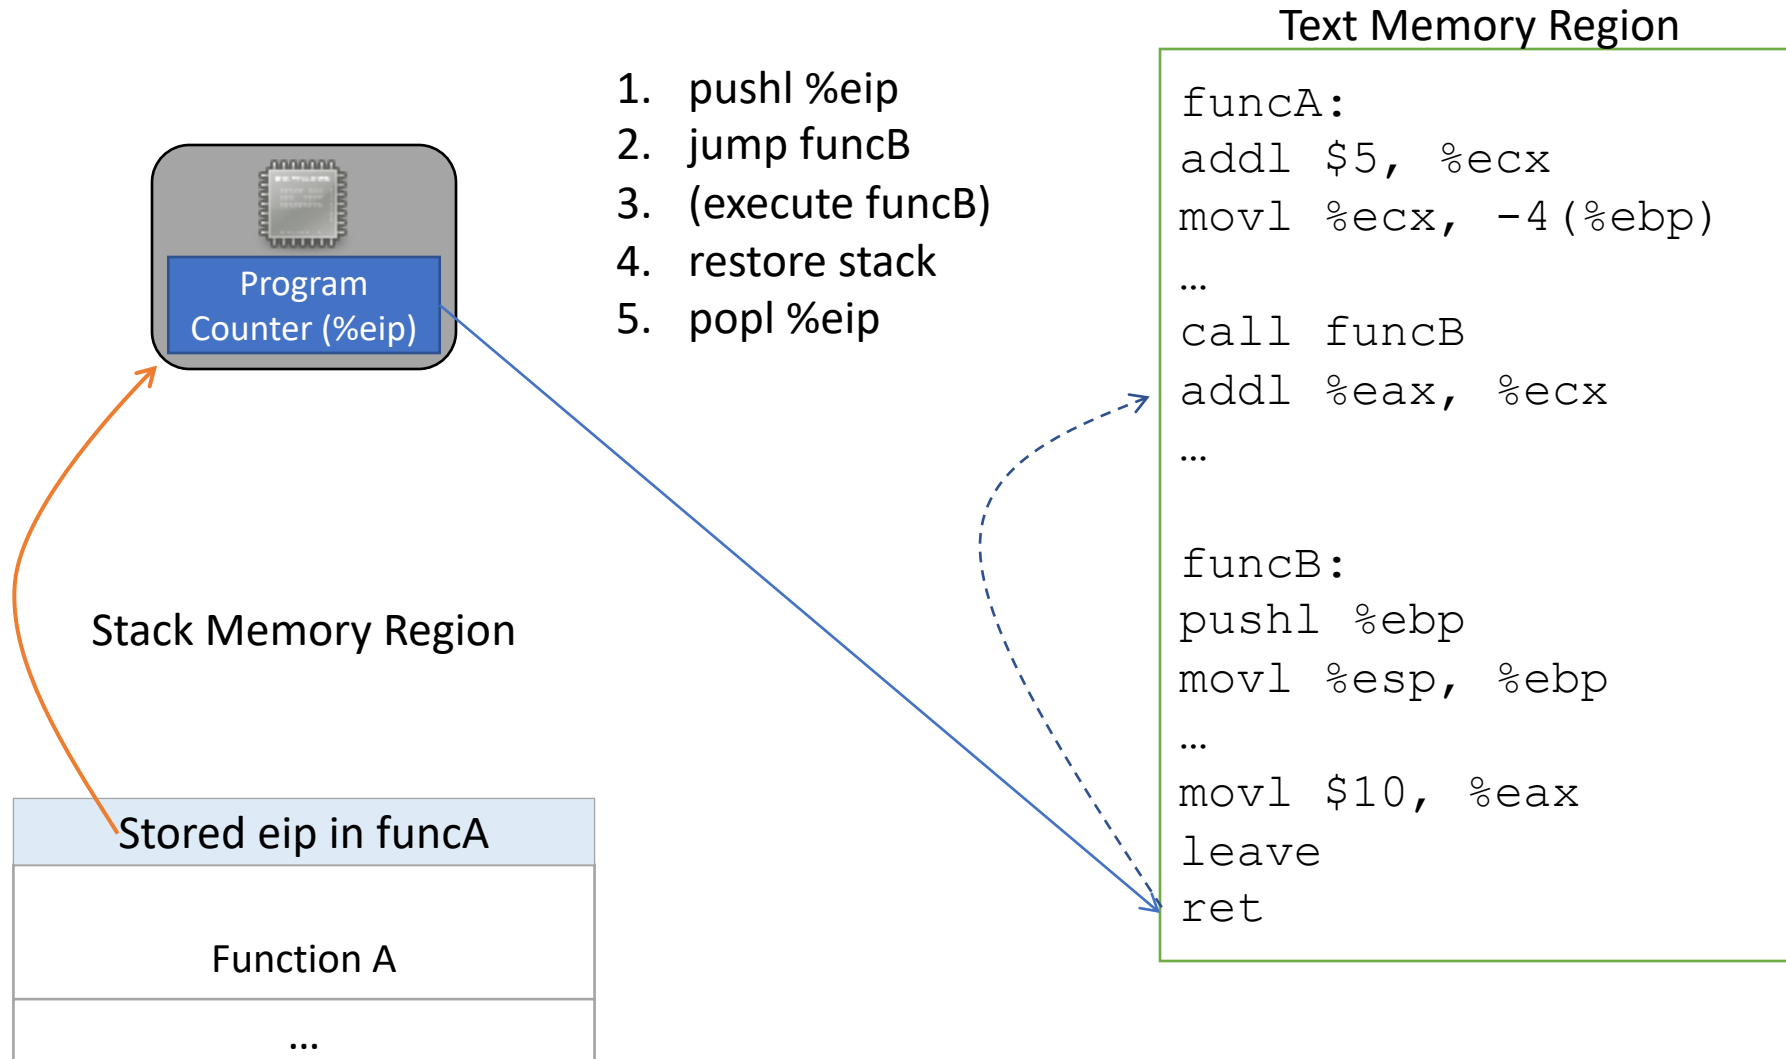 Text Memory Region
1. pushl %eip
2. jump funcB
3. (execute funcB)
4. restore stack
5. popl %eip
Program
Counter (%eip)
funcA:
addl $5, %ecx
movl %ecx, -4(%ebp)
…
call funcB
addl %eax, %ecx
…
funcB:
pushl %ebp
movl %esp, %ebp
…
movl $10, %eax
leave
ret
Stack Memory Region
Stored eip in funcA
Function A
...